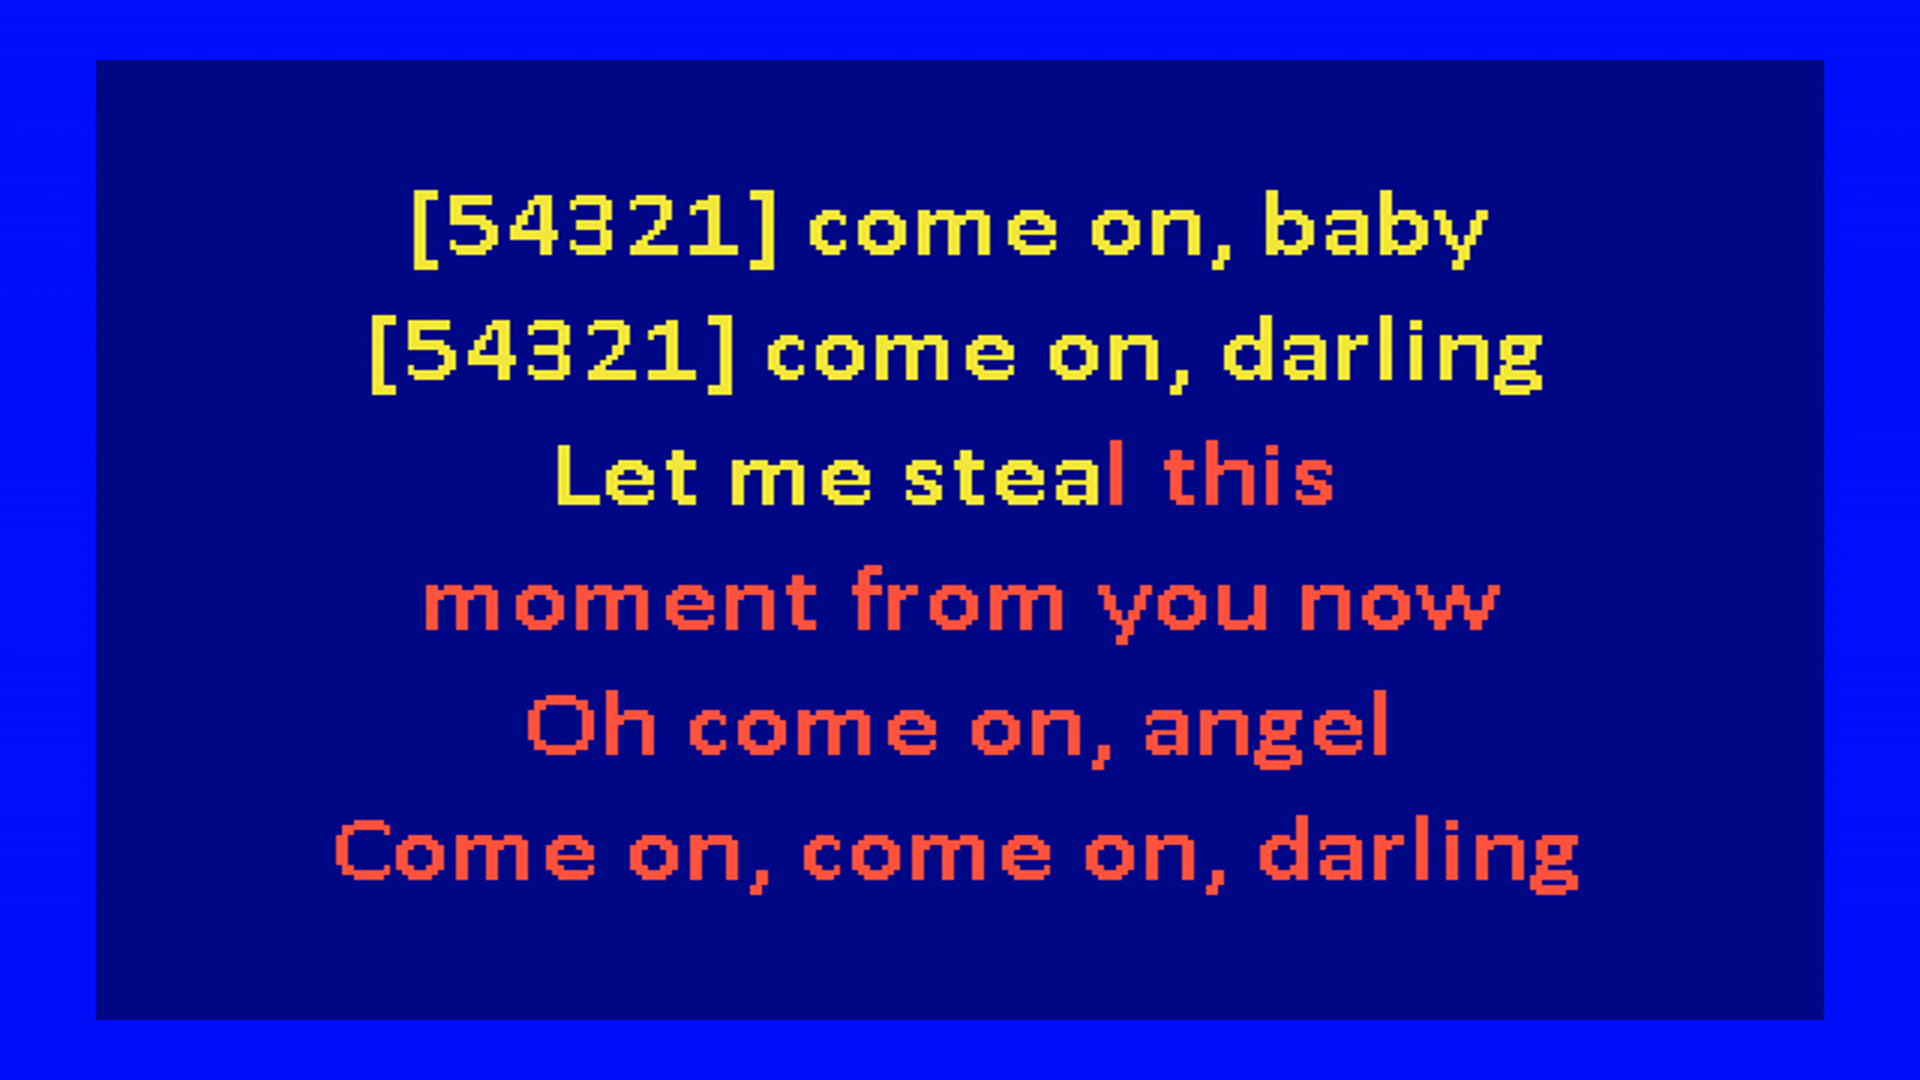 [54321] come on, baby
[54321] come on, darling
Let me steal this
moment from you now
Oh come on, angel
Come on, come on, darling